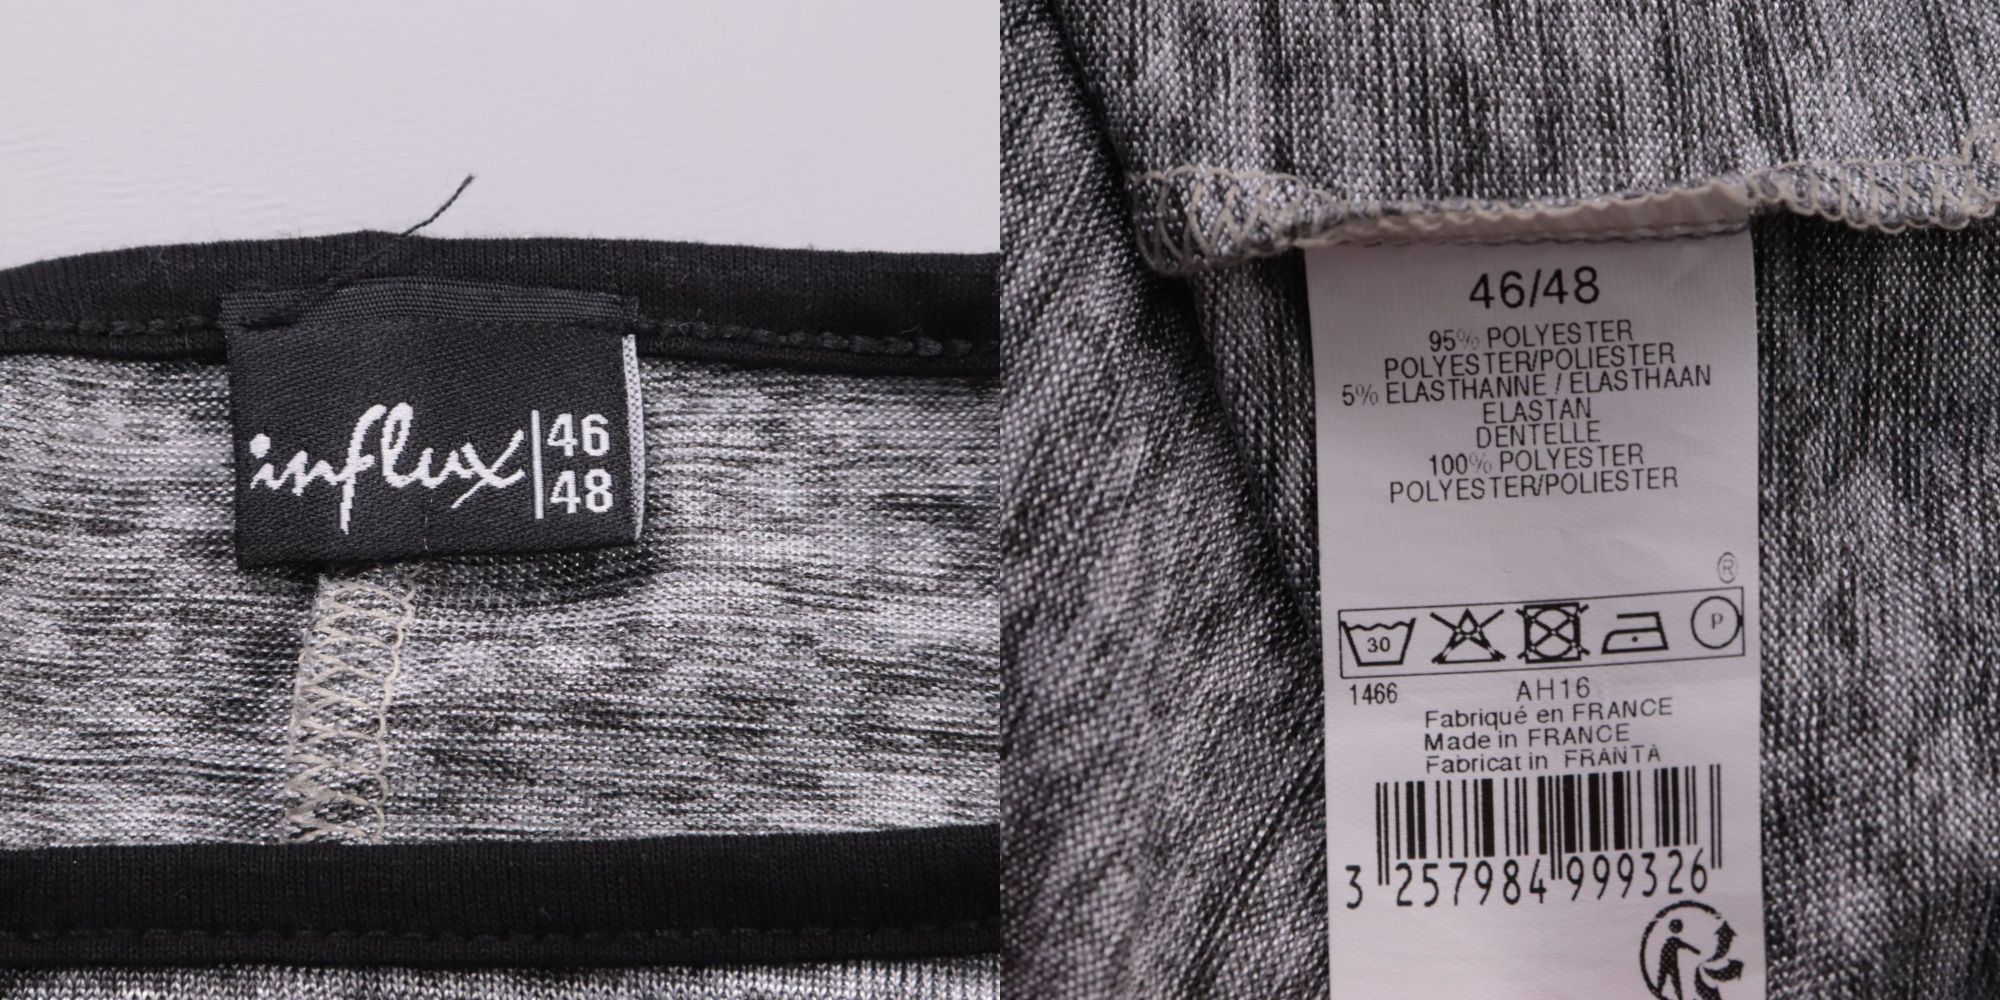 influx
46
48
46/48
95% POLYESTER
POLYESTER/POLIESTER
5% ELASTHANNE / ELASTHAAN
ELASTAN
DENTELLE
100% POLYESTER
POLYESTER/POLIESTER
®
30
P
1466
AH16
Fabriqué en FRANCE
Made in FRANCE
Fabricat in FRANTA
3 257984 999326